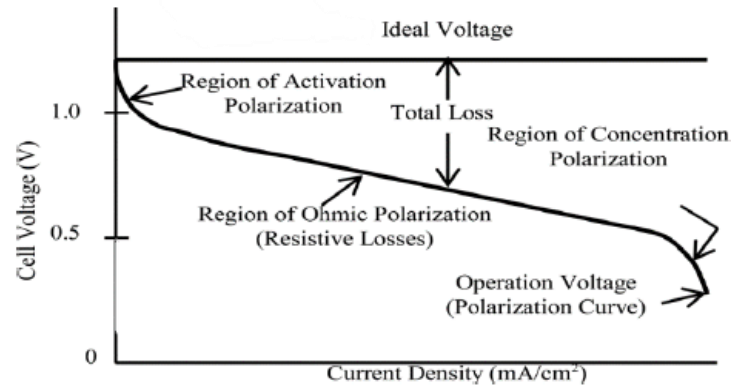 Ideal Voltage
Region of Activation
Polarization
1.0
Total Loss
Region of Concentration
Polarization
Cell Voltage (V)
Region of Ohmic Polarization
(Resistive Losses)
0.5
Operation Voltage
(Polarization Curve)
0
Current Density (mA/cm²)